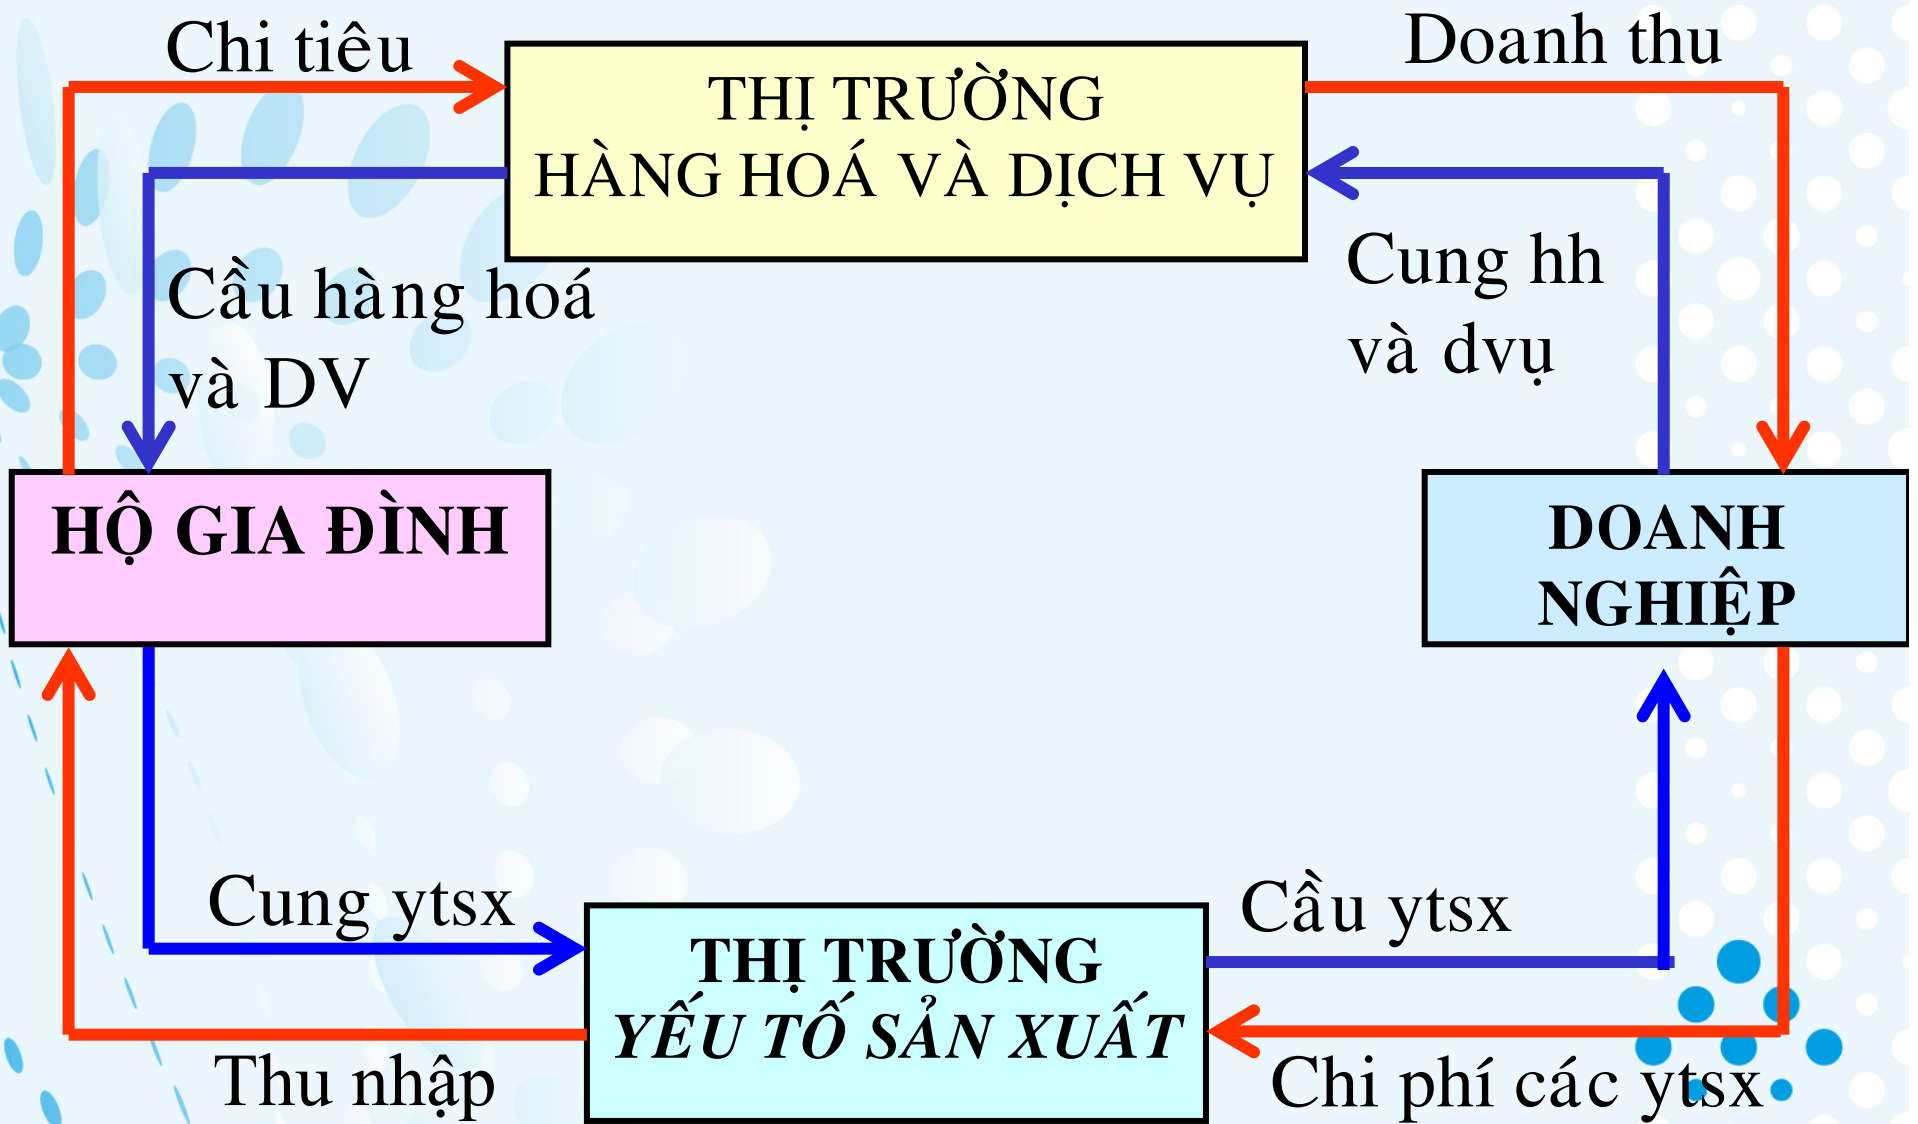 Chi tiêu
Doanh thu
THỊ TRƯỜNG
HÀNG HOÁ VÀ DỊCH VỤ
Cầu hàng hoá
và DV
Cung hh
và dvụ
HỘ GIA ĐÌNH
DOANH
NGHIỆP
Cung ytsx
Cầu ytsx
THỊ TRƯỜNG
YẾU TỐ SẢN XUẤT
Thu nhập
Chi phí các ytsx